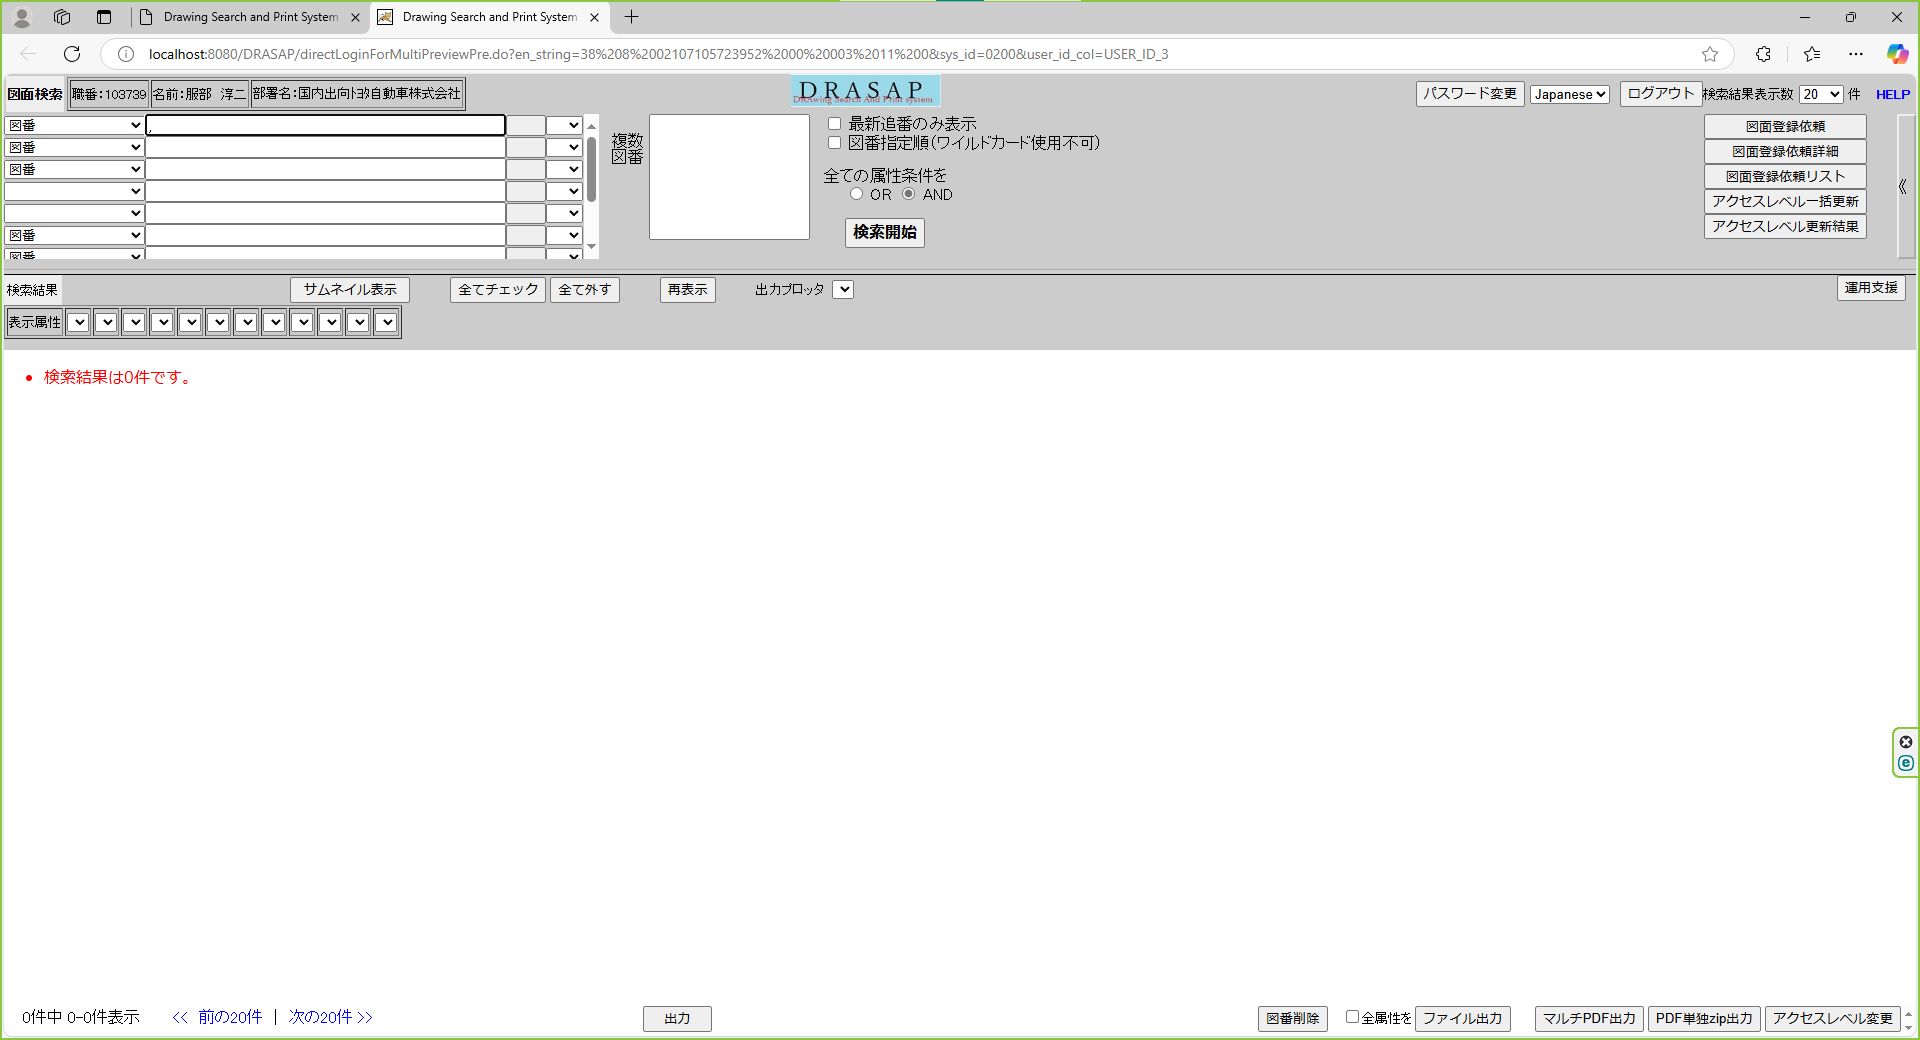 Drawing Search and Print System
Drawing Search and Print System
localhost:8080/DRASAP/directLoginForMultiPreviewPre.do?en_string=38%208%2002107105723952%2000%20003%2011%200&sys_id=0200&user_id_col=USER_ID_3
図面検索 職番：103739 名前：服部　淳二 部署名：国内出向トヨタ自動車株式会社
DRASAP
DRAwing Search And Print system
パスワード変更 Japanese ログアウト 検索結果表示数 20 件 HELP
図番 ,
図番
図番
図番
図番
複数
図番
最新追番のみ表示
図番指定順(ワイルドカード使用不可)
全ての属性条件を
OR AND
検索開始
図面登録依頼
図面登録依頼詳細
図面登録依頼リスト
アクセスレベル一括更新
アクセスレベル更新結果
《
検索結果 サムネイル表示 全てチェック 全て外す 再表示 出力プロッタ 運用支援
表示属性
• 検索結果は0件です。
0件中 0-0件表示 << 前の20件 | 次の20件 >> 出力 図番削除 全属性を ファイル出力 マルチPDF出力 PDF単独zip出力 アクセスレベル変更